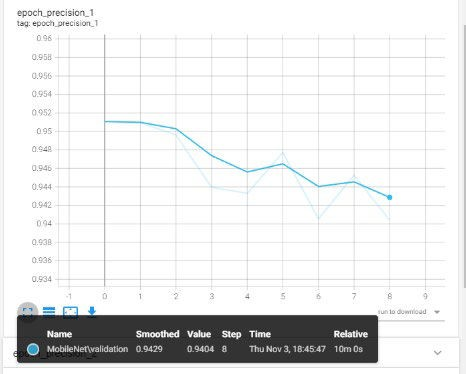 epoch_precision_1
tag: epoch_precision_1
0.96
0.958
0.956
0.954
0.952
0.95
0.948
0.946
0.944
0.942
0.94
0.938
0.936
0.934
-1 0 1 2 3 4 5 6 7 8 9
run to download
Name Smoothed Value Step Time Relative
MobileNet\validation 0.9429 0.9404 8 Thu Nov 3, 18:45:47 10m 0s
epoch_precision_2